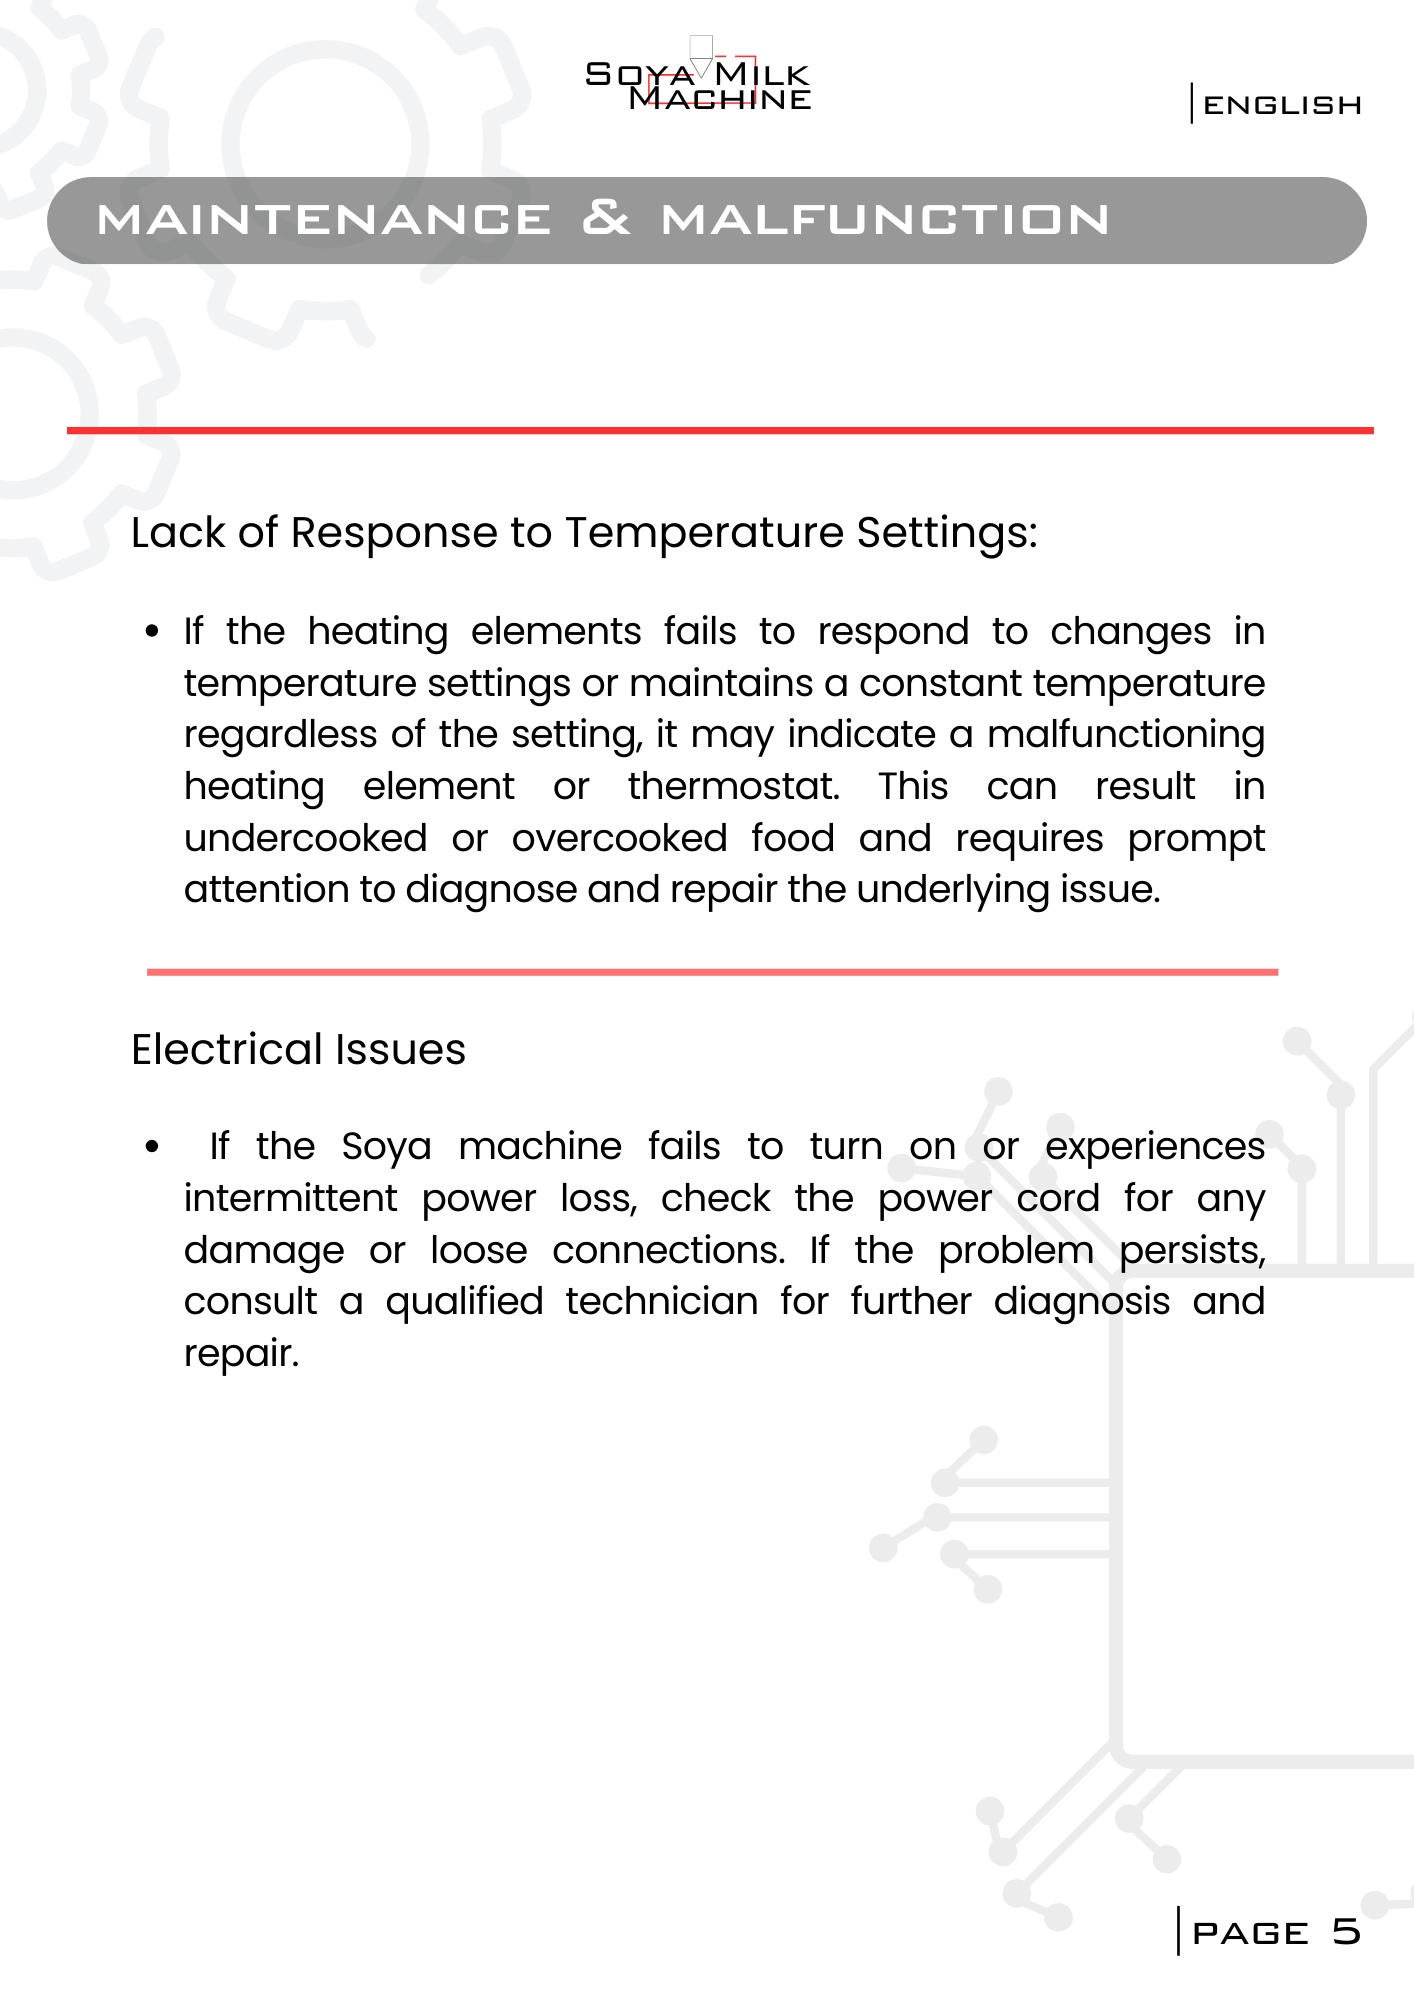 SOYA MILK
MACHINE
ENGLISH
MAINTENANCE & MALFUNCTION
Lack of Response to Temperature Settings:
• If the heating elements fails to respond to changes in
temperature settings or maintains a constant temperature
regardless of the setting, it may indicate a malfunctioning
heating element or thermostat. This can result in
undercooked or overcooked food and requires prompt
attention to diagnose and repair the underlying issue.
Electrical Issues
• If the Soya machine fails to turn on or experiences
intermittent power loss, check the power cord for any
damage or loose connections. If the problem persists,
consult a qualified technician for further diagnosis and
repair.
PAGE 5